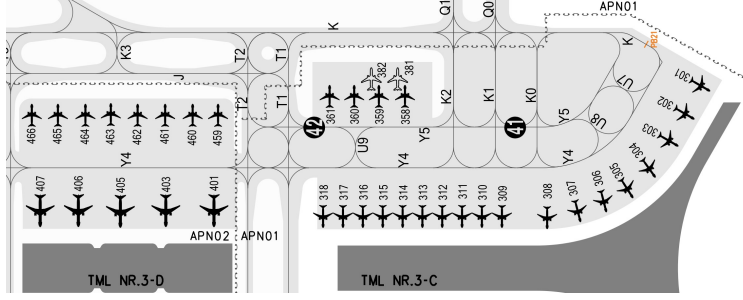 APN01
Q1
Q0
K
K
PB21
K3
T2
T1
J
382
381
301
U7
302
T2
T1
K2
K1
K0
361
360
359
358
Y5
U8
303
466
465
464
463
462
461
460
459
42
41
U9
Y5
Y4
Y4
Y4
304
305
306
307
308
407
406
405
403
401
318
317
316
315
314
313
312
311
310
309
APN02
APN01
TML NR.3-D
TML NR.3-C